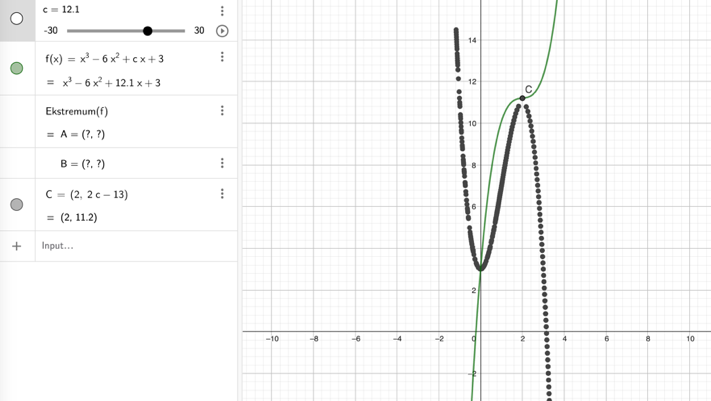 c = 12.1
-30 30
f(x) = x³ − 6 x² + c x + 3
= x³ − 6 x² + 12.1 x + 3
Ekstremum(f)
= A = (?, ?)
B = (?, ?)
C = (2, 2 c − 13)
= (2, 11.2)
+ Input...
14
12
C
10
8
6
2
−10 −8 −6 −4 −2 0 2 4 6 8 10
−2